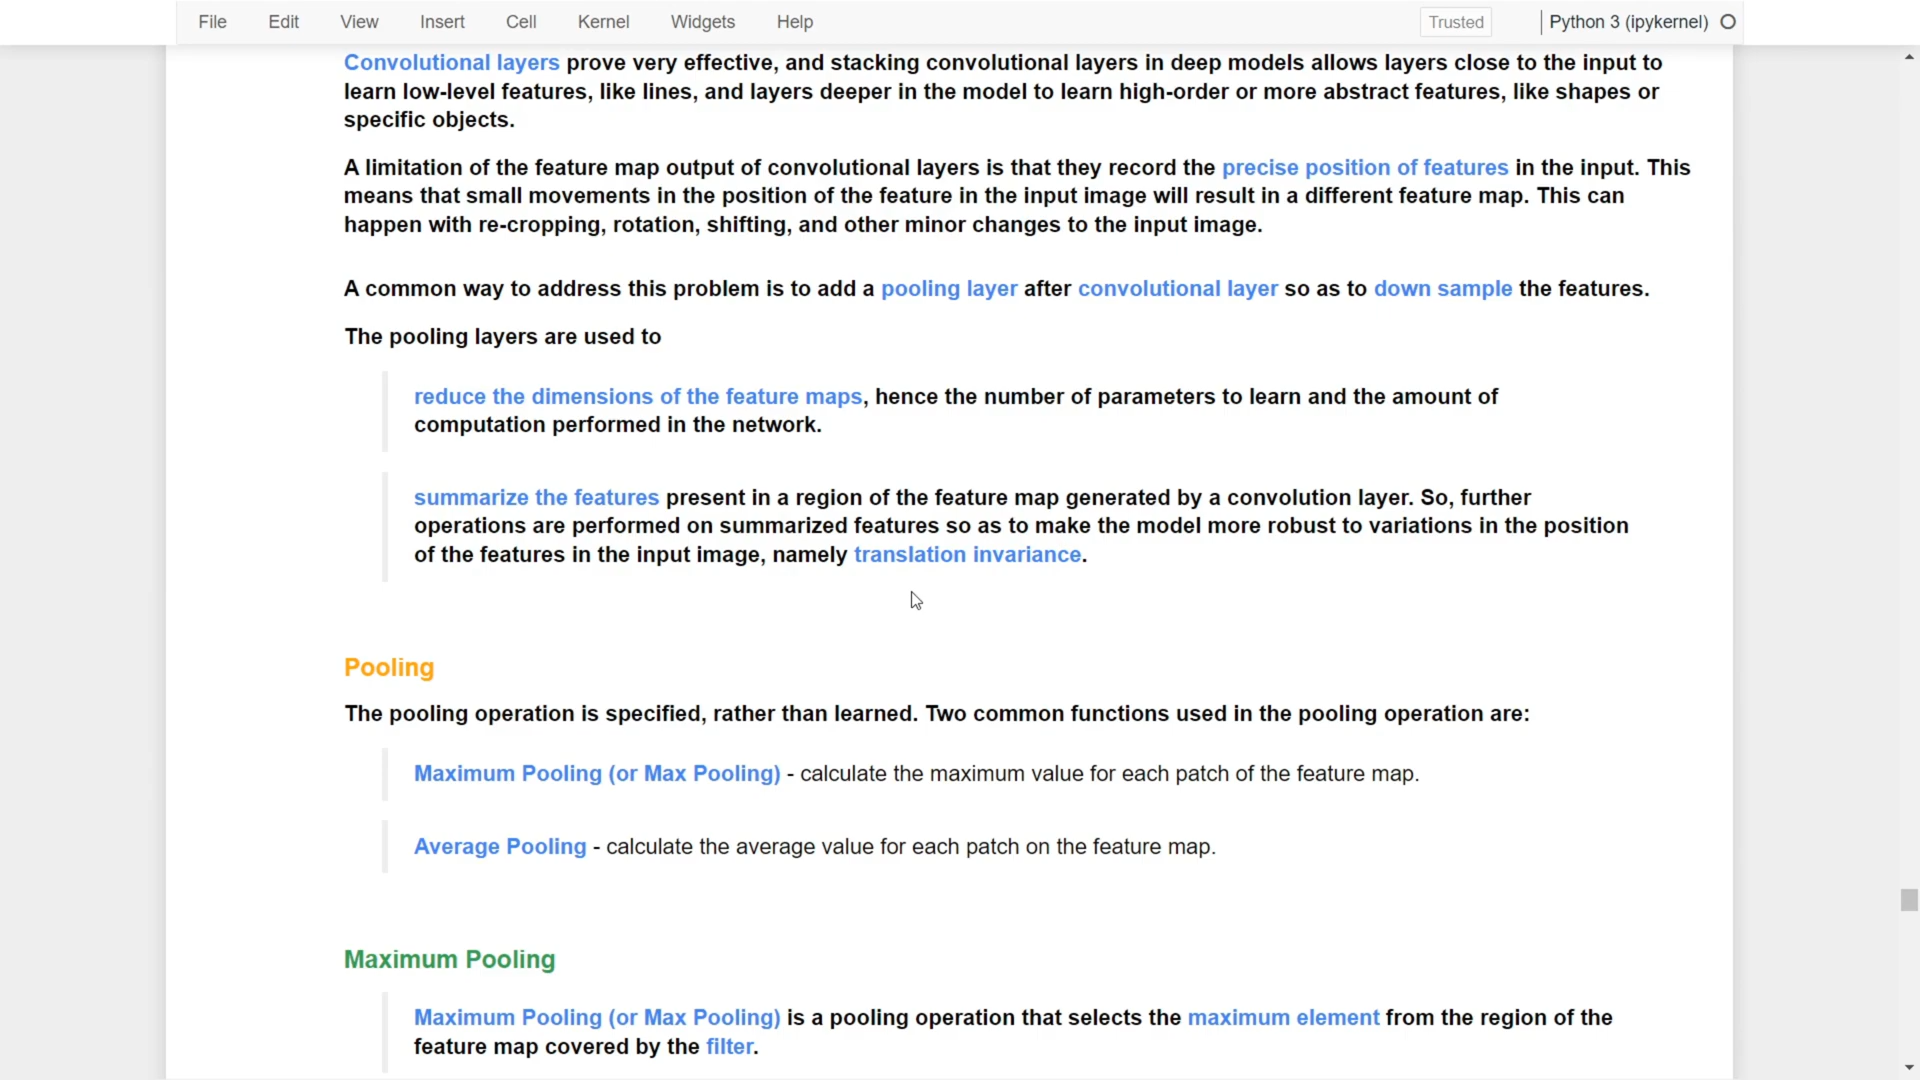 File Edit View Insert Cell Kernel Widgets Help Trusted Python 3 (ipykernel)
Convolutional layers prove very effective, and stacking convolutional layers in deep models allows layers close to the input to
learn low-level features, like lines, and layers deeper in the model to learn high-order or more abstract features, like shapes or
specific objects.
A limitation of the feature map output of convolutional layers is that they record the precise position of features in the input. This
means that small movements in the position of the feature in the input image will result in a different feature map. This can
happen with re-cropping, rotation, shifting, and other minor changes to the input image.
A common way to address this problem is to add a pooling layer after convolutional layer so as to down sample the features.
The pooling layers are used to
reduce the dimensions of the feature maps, hence the number of parameters to learn and the amount of
computation performed in the network.
summarize the features present in a region of the feature map generated by a convolution layer. So, further
operations are performed on summarized features so as to make the model more robust to variations in the position
of the features in the input image, namely translation invariance.
Pooling
The pooling operation is specified, rather than learned. Two common functions used in the pooling operation are:
Maximum Pooling (or Max Pooling) - calculate the maximum value for each patch of the feature map.
Average Pooling - calculate the average value for each patch on the feature map.
Maximum Pooling
Maximum Pooling (or Max Pooling) is a pooling operation that selects the maximum element from the region of the
feature map covered by the filter.